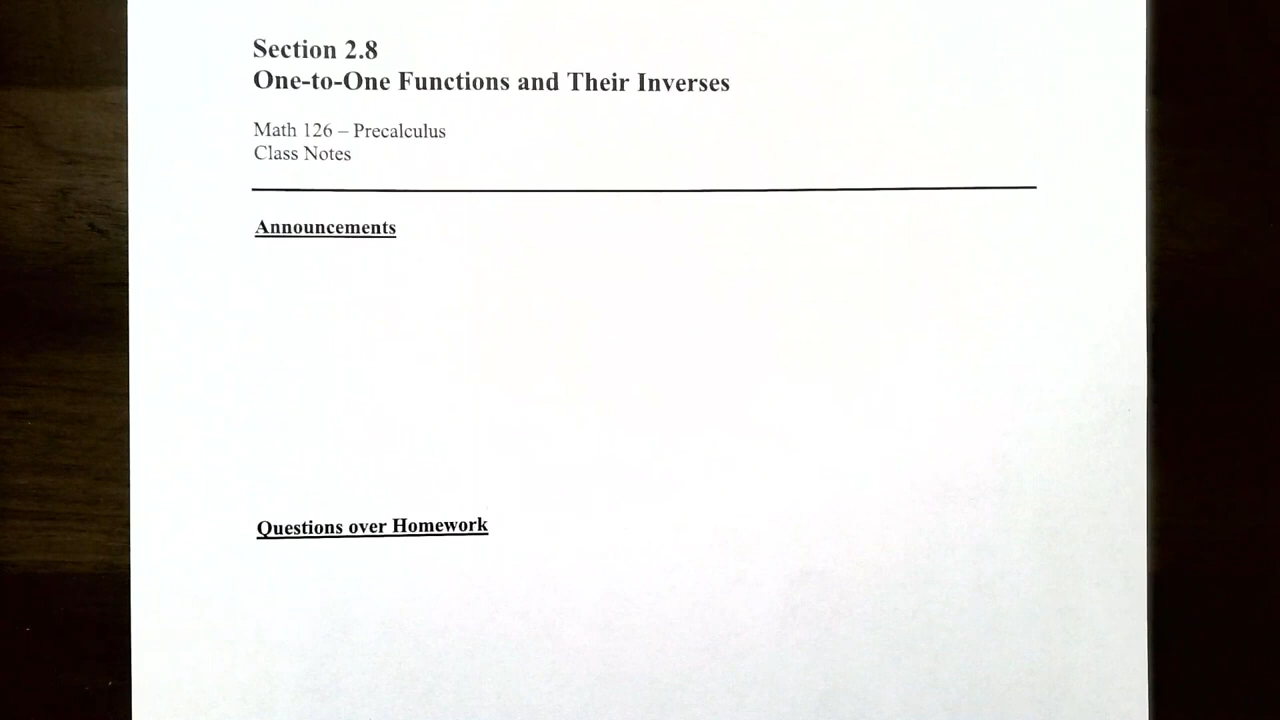 Section 2.8
One-to-One Functions and Their Inverses
Math 126 – Precalculus
Class Notes
Announcements
Questions over Homework